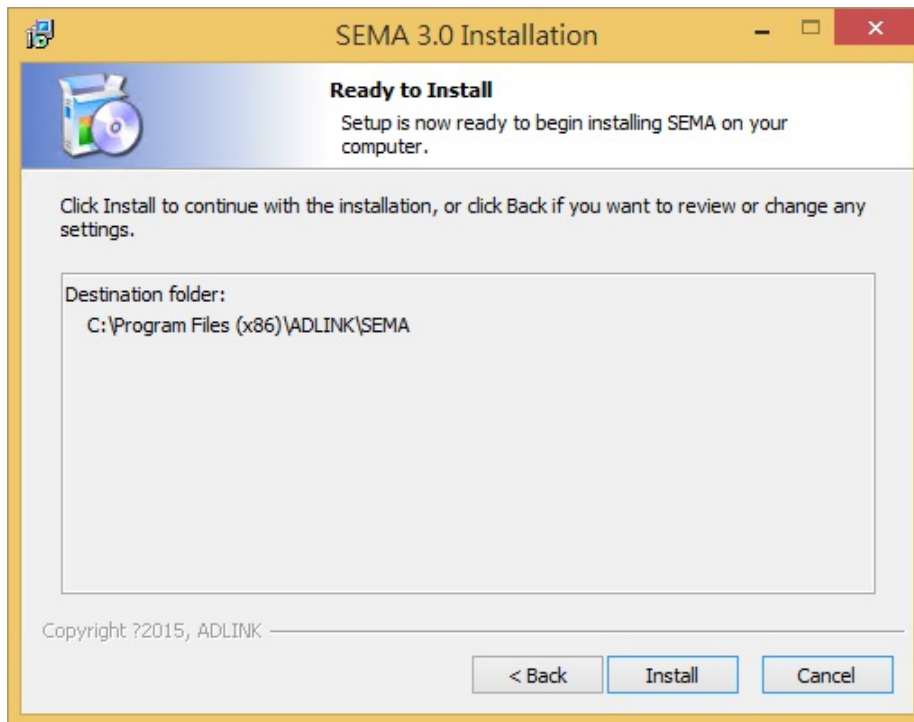 SEMA 3.0 Installation
Ready to Install
Setup is now ready to begin installing SEMA on your
computer.
Click Install to continue with the installation, or click Back if you want to review or change any
settings.
Destination folder:
C:\Program Files (x86)\ADLINK\SEMA
Copyright ?2015, ADLINK
< Back
Install
Cancel